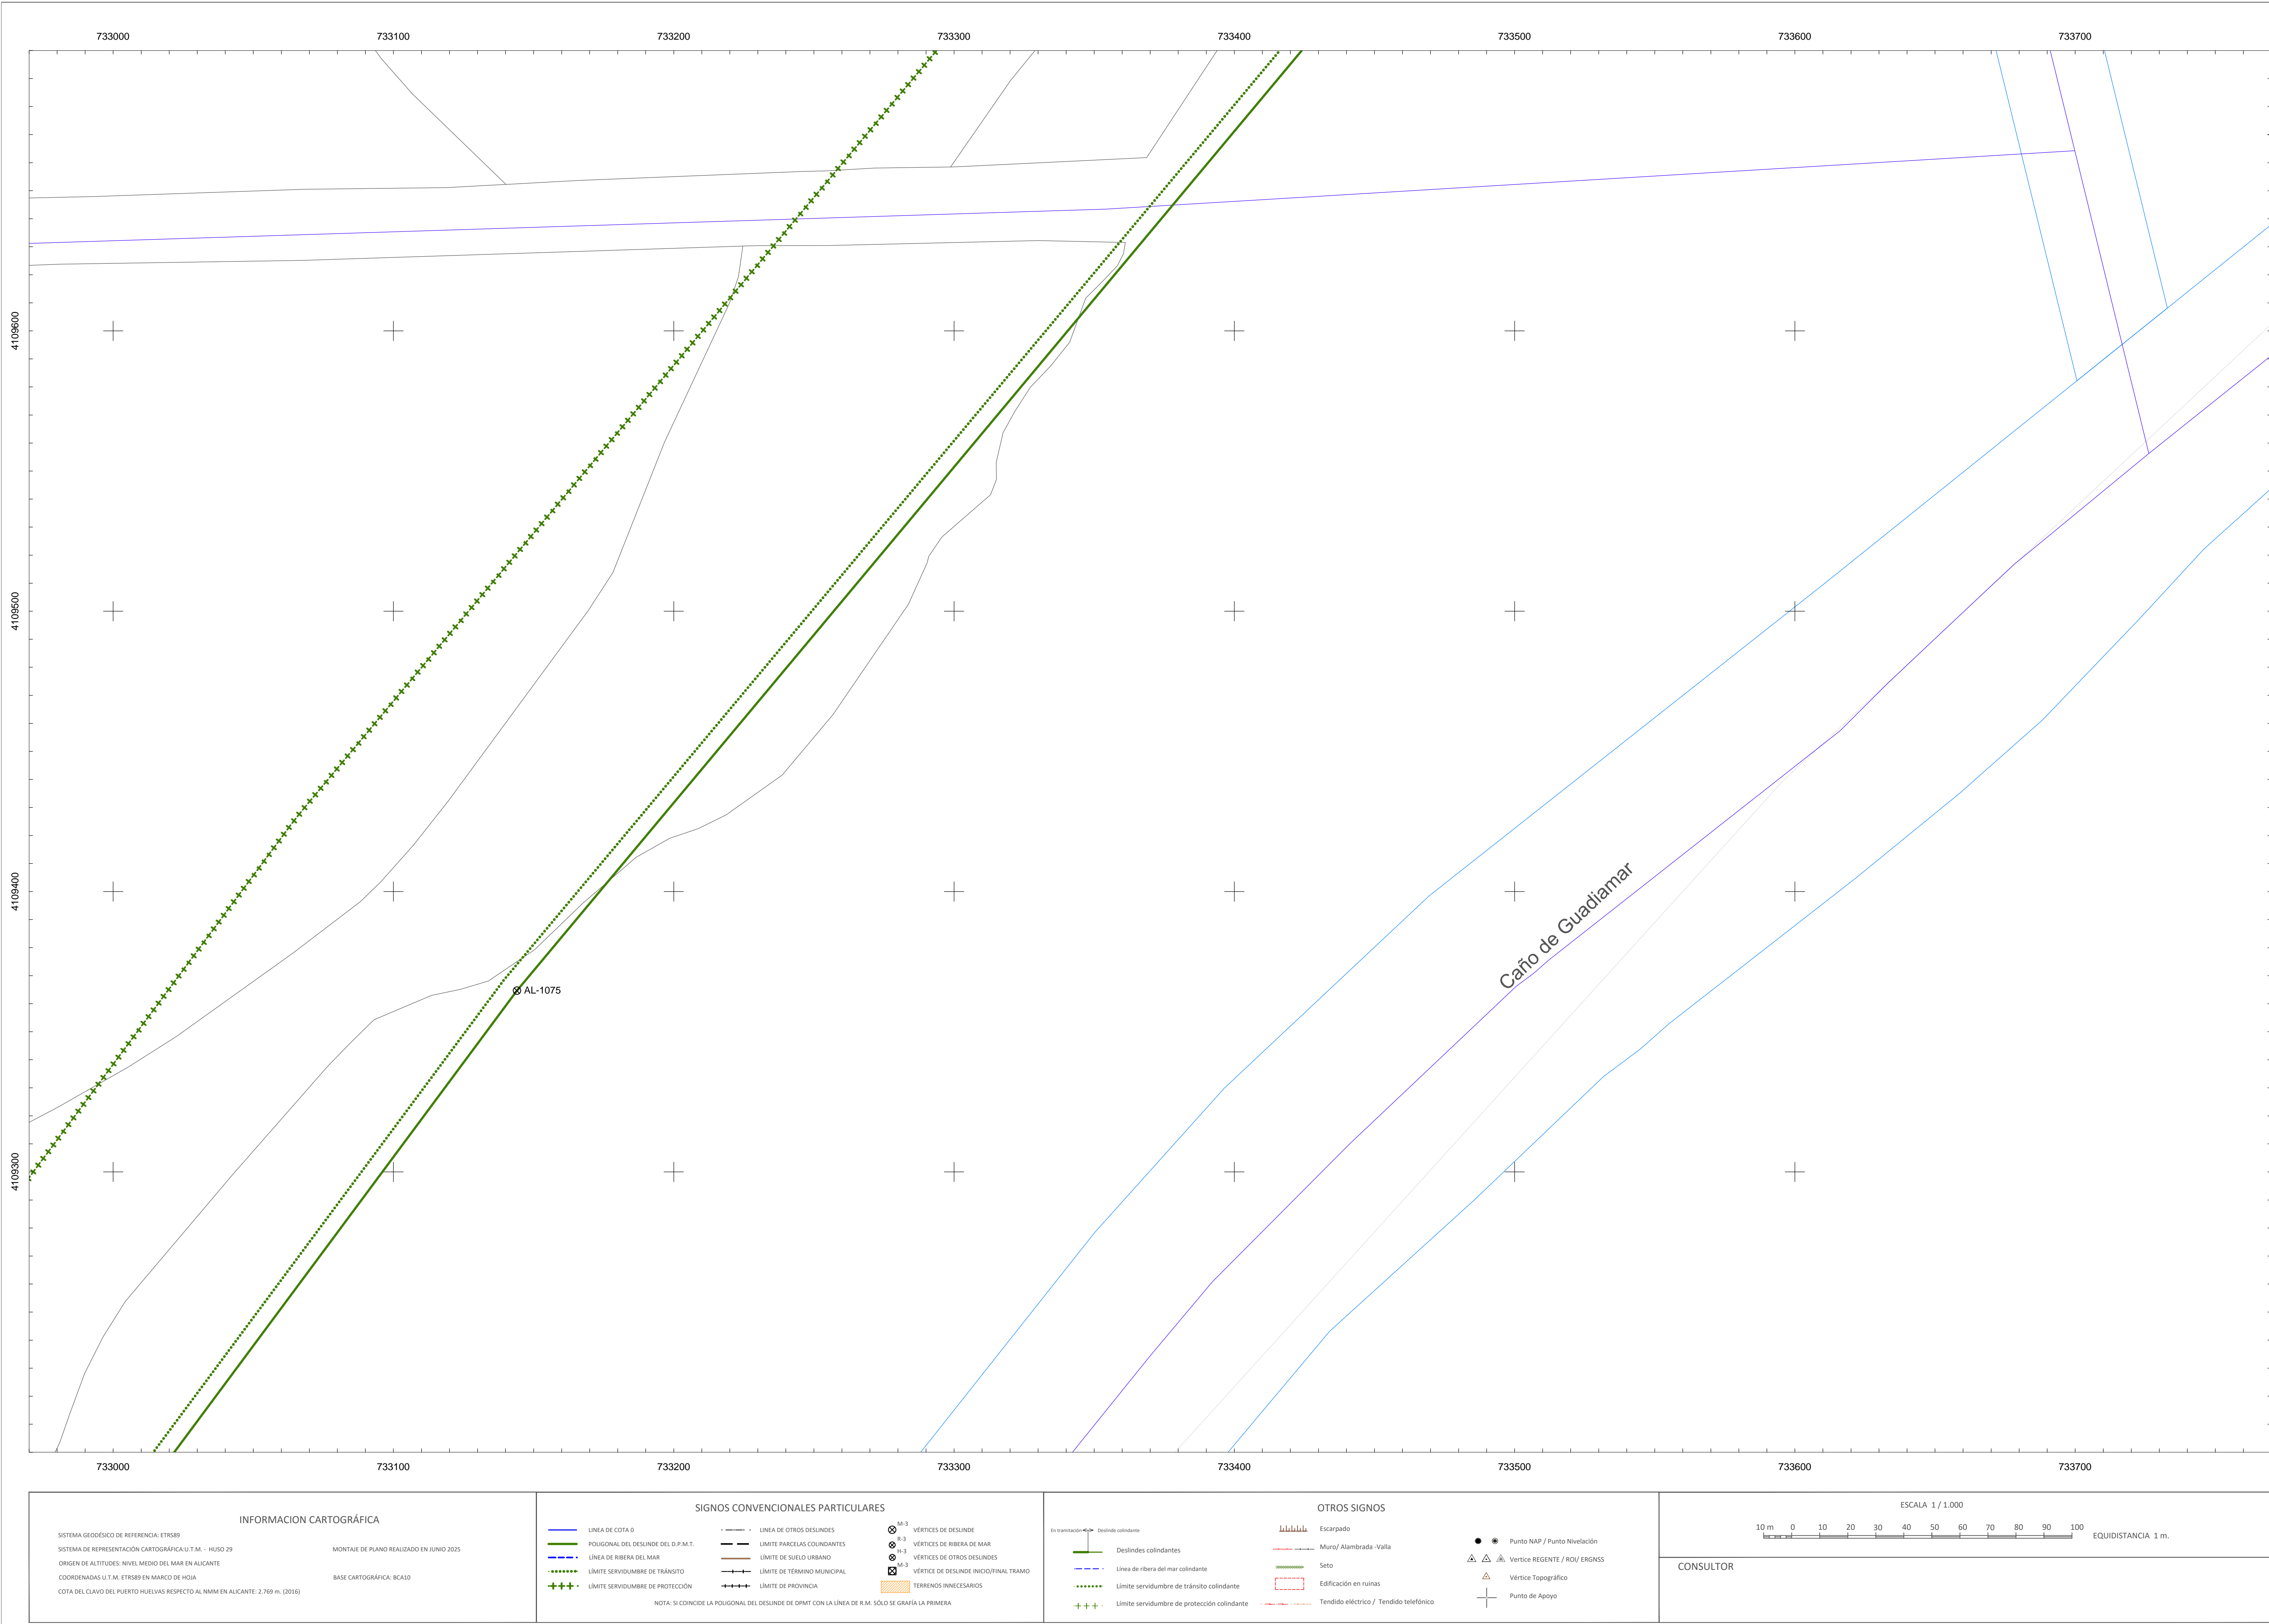 733000 733100 733200 733300 733400 733500 733600 733700
4109600
4109500
4109400
4109300
AL-1075
Caño de Guadiamar
733000 733100 733200 733300 733400 733500 733600 733700
INFORMACION CARTOGRÁFICA
SISTEMA GEODÉSICO DE REFERENCIA: ETRS89
SISTEMA DE REPRESENTACIÓN CARTOGRÁFICA:U.T.M. - HUSO 29
MONTAJE DE PLANO REALIZADO EN JUNIO 2025
ORIGEN DE ALTITUDES: NIVEL MEDIO DEL MAR EN ALICANTE
COORDENADAS U.T.M. ETRS89 EN MARCO DE HOJA
BASE CARTOGRÁFICA: BCA10
COTA DEL CLAVO DEL PUERTO HUELVAS RESPECTO AL NMM EN ALICANTE: 2.769 m. (2016)
SIGNOS CONVENCIONALES PARTICULARES
LINEA DE COTA 0
POLIGONAL DEL DESLINDE DEL D.P.M.T.
LÍNEA DE RIBERA DEL MAR
LÍMITE SERVIDUMBRE DE TRÁNSITO
LÍMITE SERVIDUMBRE DE PROTECCIÓN
LINEA DE OTROS DESLINDES
LIMITE PARCELAS COLINDANTES
LÍMITE DE SUELO URBANO
LÍMITE DE TÉRMINO MUNICIPAL
LÍMITE DE PROVINCIA
M-3 VÉRTICES DE DESLINDE
R-3 VÉRTICES DE RIBERA DE MAR
H-3 VÉRTICES DE OTROS DESLINDES
M-3 VÉRTICE DE DESLINDE INICIO/FINAL TRAMO
TERRENOS INNECESARIOS
NOTA: SI COINCIDE LA POLIGONAL DEL DESLINDE DE DPMT CON LA LÍNEA DE R.M. SÓLO SE GRAFÍA LA PRIMERA
OTROS SIGNOS
En tramitación Deslinde colindante
Deslindes colindantes
Línea de ribera del mar colindante
Límite servidumbre de tránsito colindante
Límite servidumbre de protección colindante
Escarpado
Muro/ Alambrada -Valla
Seto
Edificación en ruinas
Tendido eléctrico / Tendido telefónico
Punto NAP / Punto Nivelación
Vertice REGENTE / ROI/ ERGNSS
Vértice Topográfico
Punto de Apoyo
ESCALA 1 / 1.000
10 m 0 10 20 30 40 50 60 70 80 90 100
EQUIDISTANCIA 1 m.
CONSULTOR